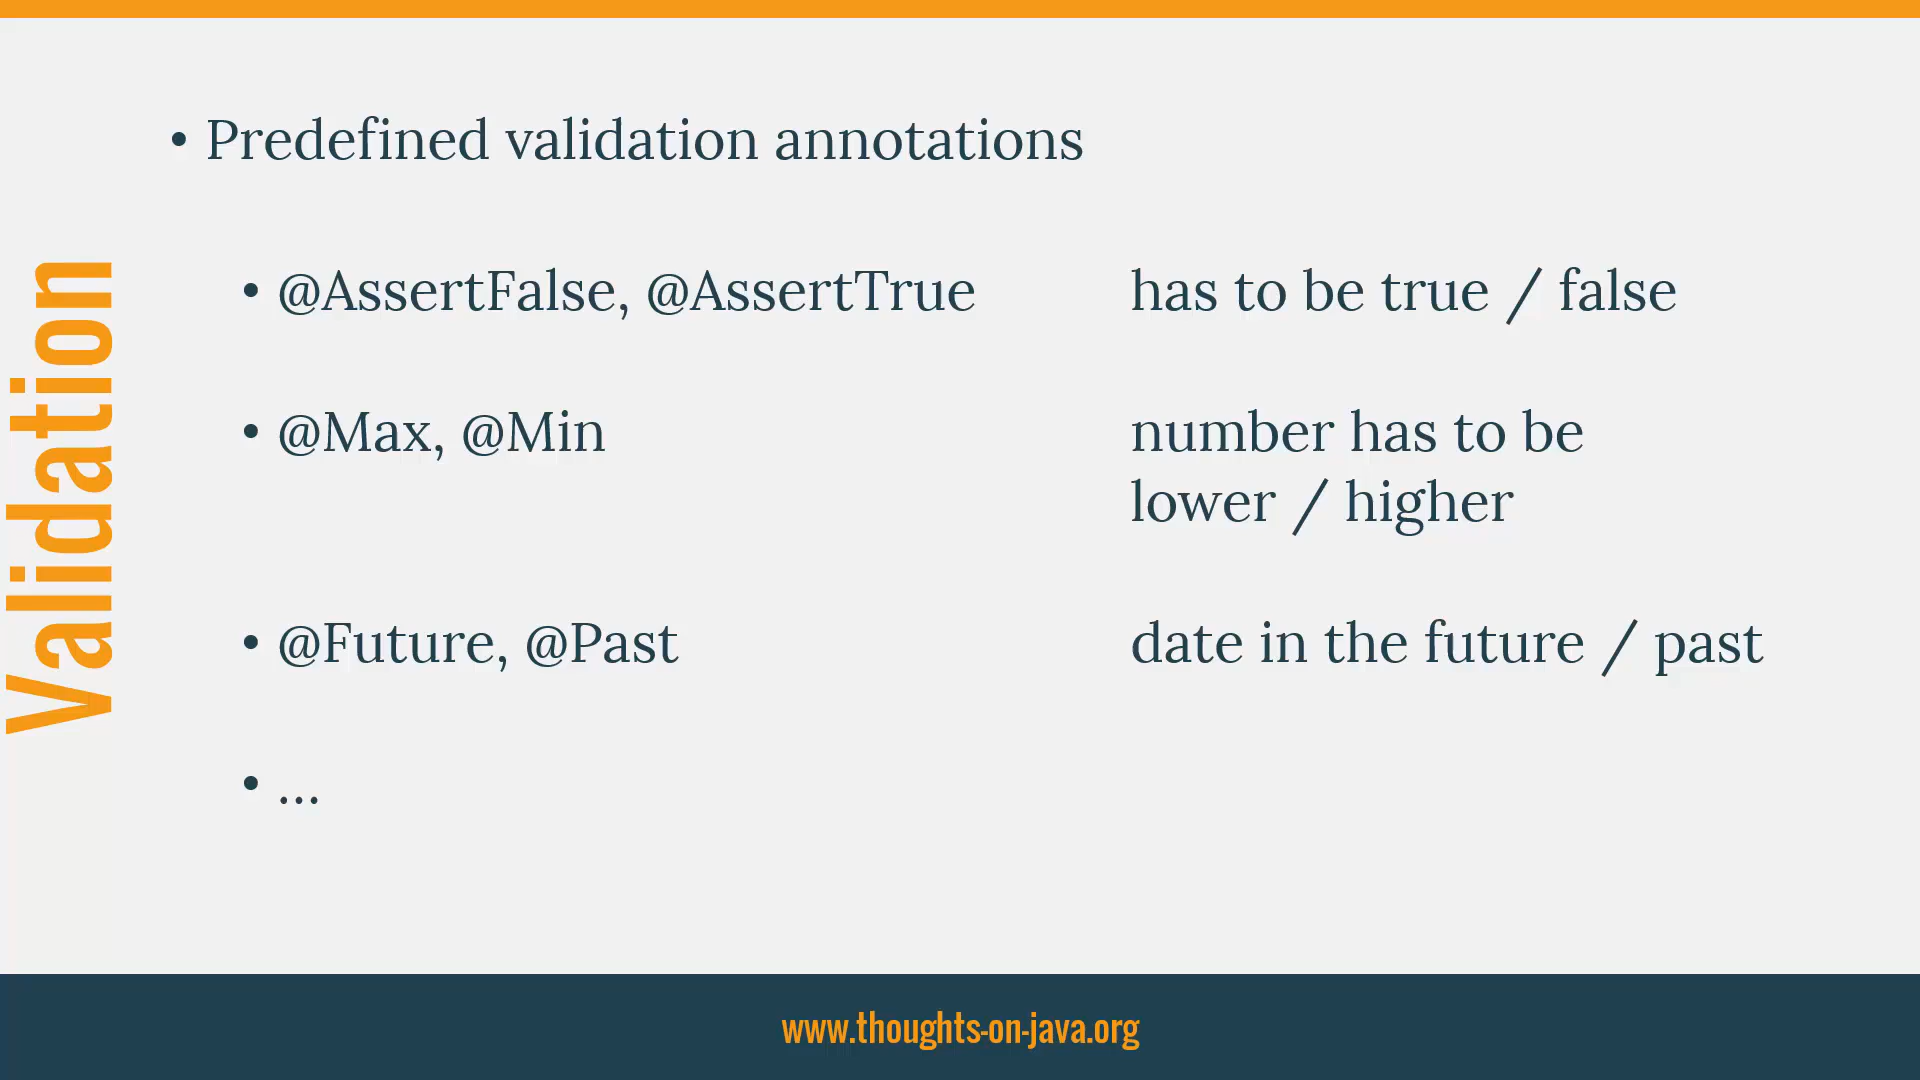 Validation
• Predefined validation annotations
• @AssertFalse, @AssertTrue has to be true / false
• @Max, @Min number has to be
lower / higher
• @Future, @Past date in the future / past
• ...
www.thoughts-on-java.org